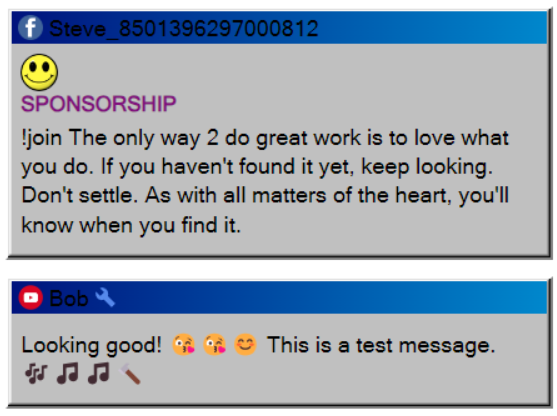 Steve_8501396297000812
SPONSORSHIP
!join The only way 2 do great work is to love what
you do. If you haven't found it yet, keep looking.
Don't settle. As with all matters of the heart, you'll
know when you find it.
Bob 🔧
Looking good! 😘 😘 😊 This is a test message.
🎶 🎵 🎵 🔨